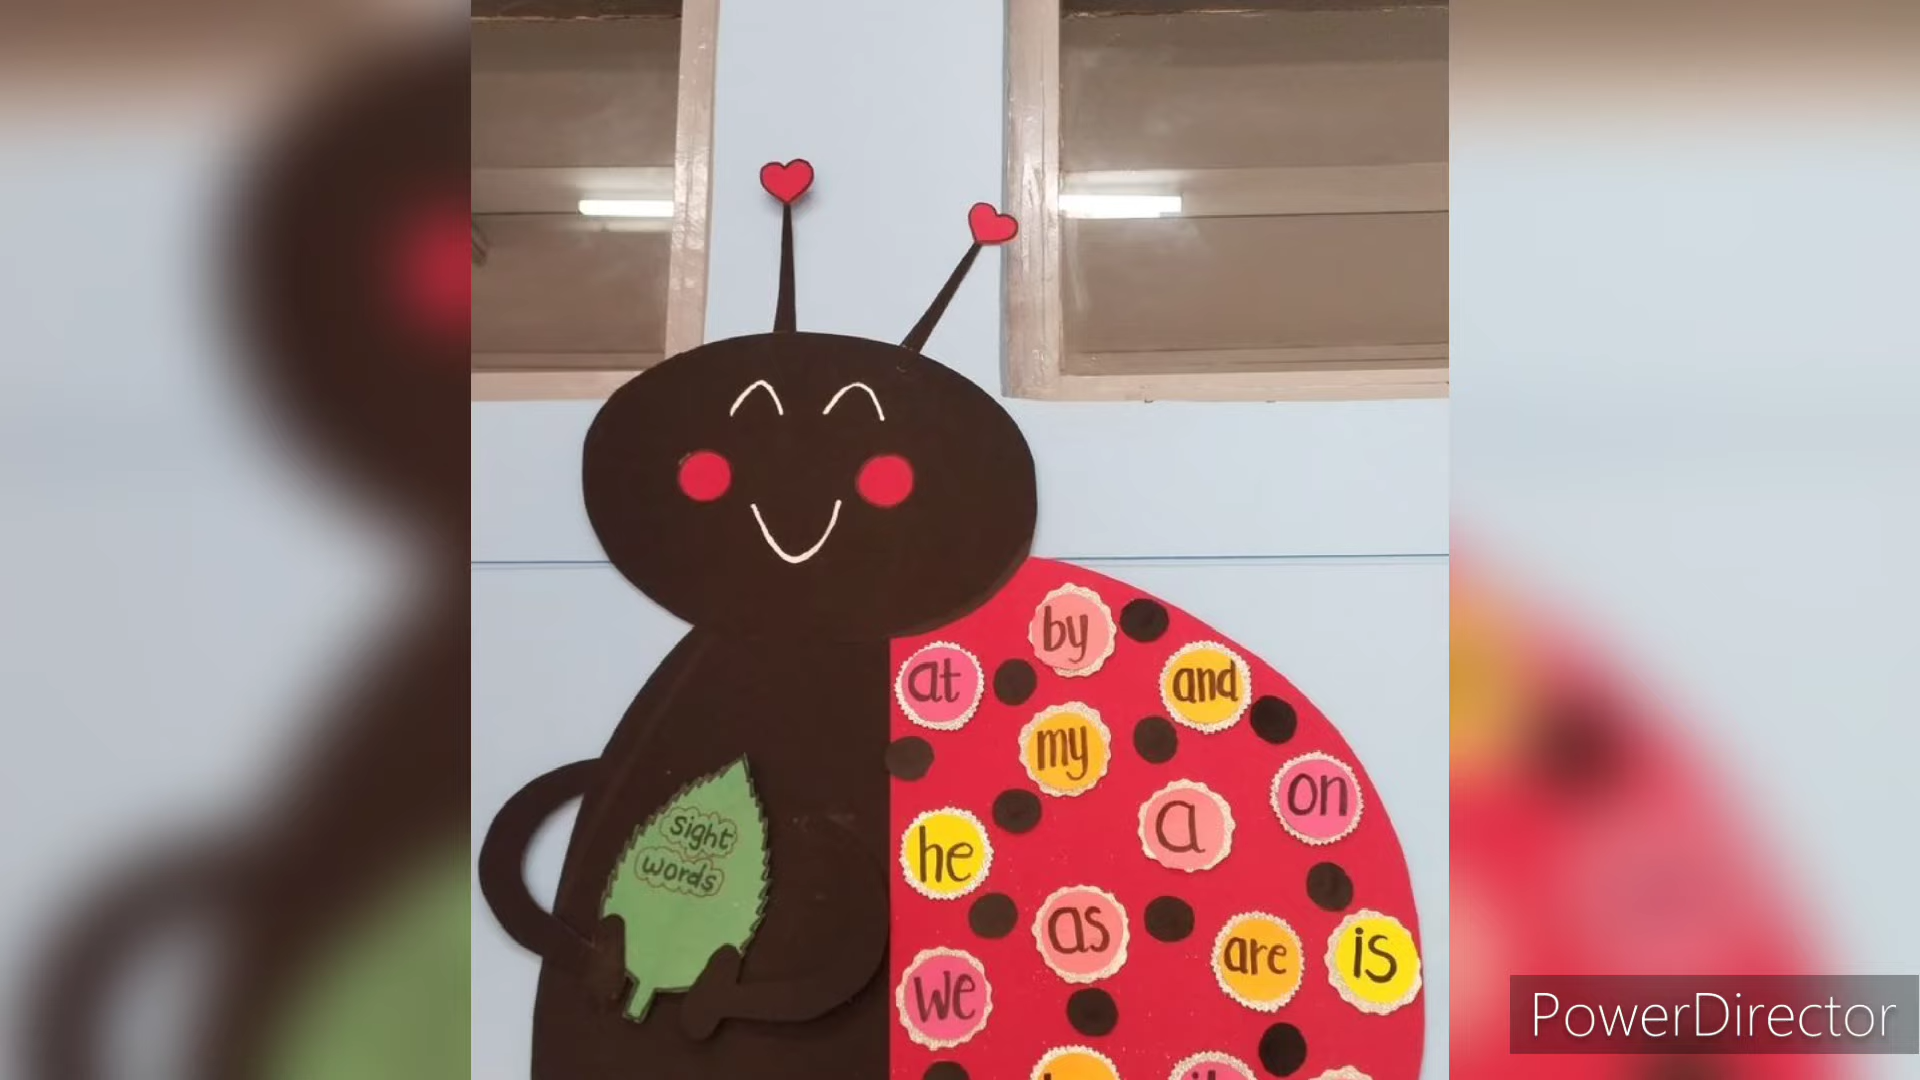 sight
words
by
at
and
my
on
a
he
as
are
is
we
PowerDirector